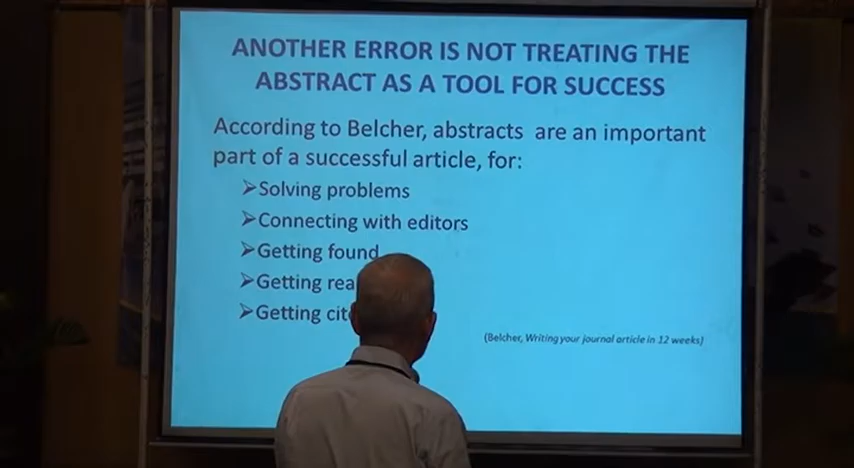 ANOTHER ERROR IS NOT TREATING THE
ABSTRACT AS A TOOL FOR SUCCESS
According to Belcher, abstracts are an important
part of a successful article, for:
➢Solving problems
➢Connecting with editors
➢Getting found
➢Getting
➢Getting
(Belcher, Writing your journal article in 12 weeks)